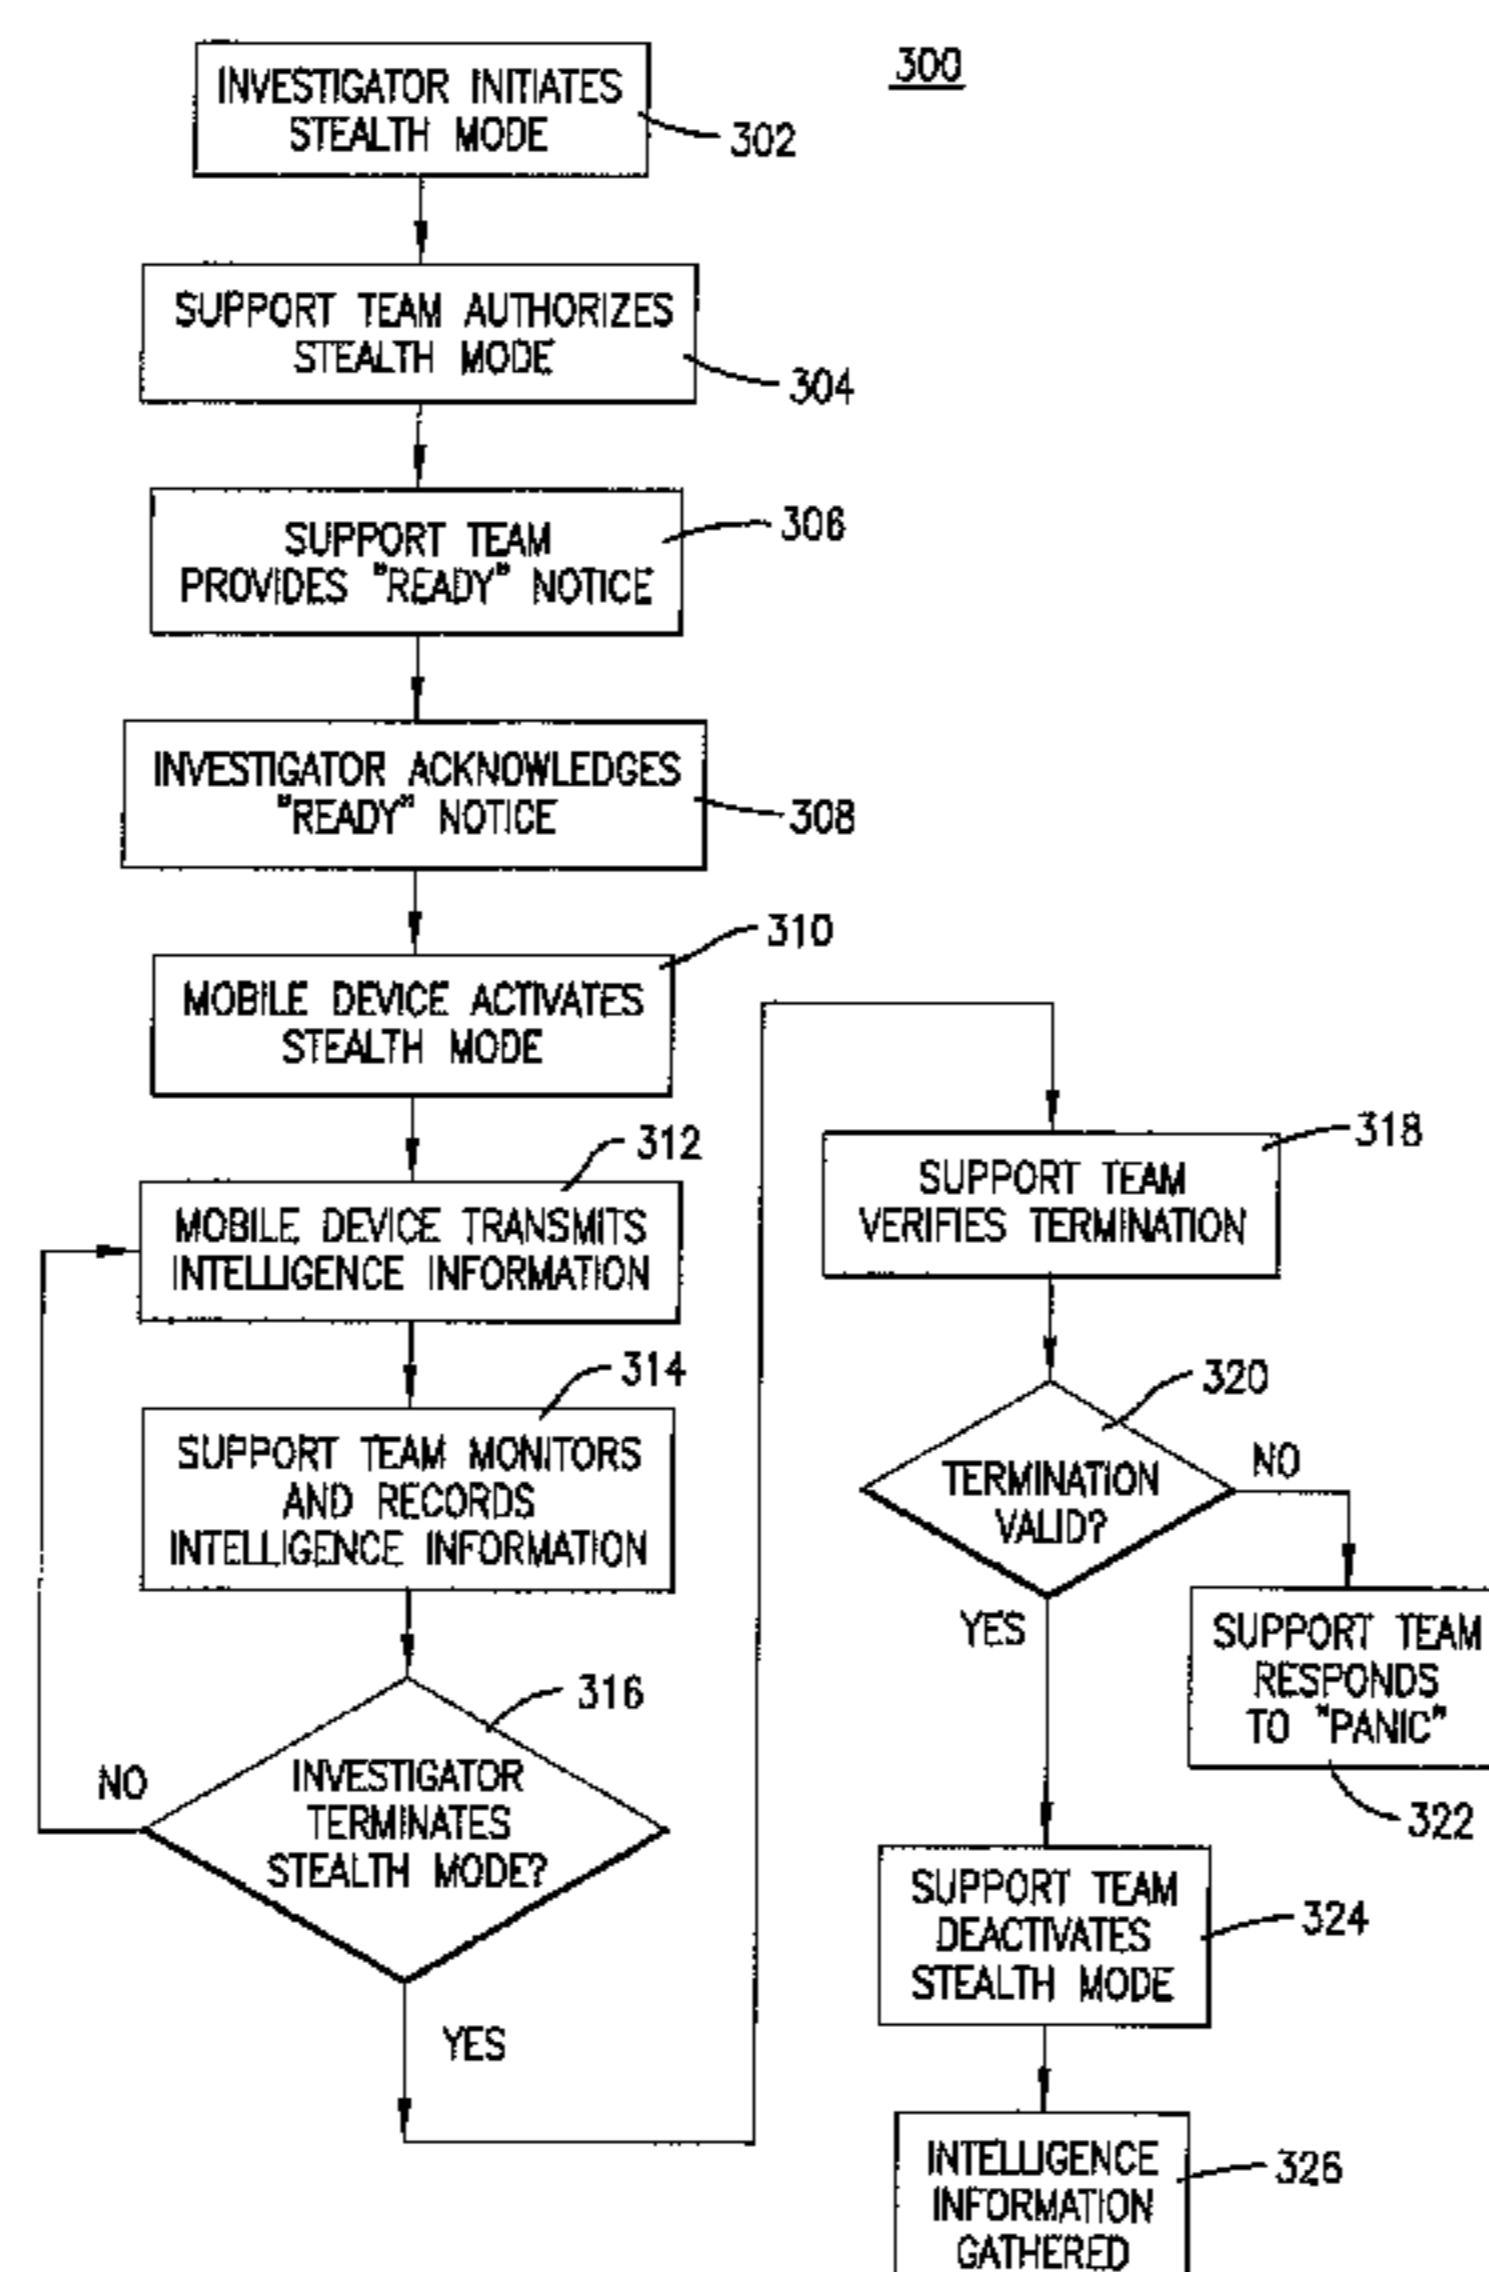 300
INVESTIGATOR INITIATES
STEALTH MODE
302
SUPPORT TEAM AUTHORIZES
STEALTH MODE
304
SUPPORT TEAM
PROVIDES "READY" NOTICE
306
INVESTIGATOR ACKNOWLEDGES
"READY" NOTICE
308
MOBILE DEVICE ACTIVATES
STEALTH MODE
310
MOBILE DEVICE TRANSMITS
INTELLIGENCE INFORMATION
312
SUPPORT TEAM MONITORS
AND RECORDS
INTELLIGENCE INFORMATION
314
INVESTIGATOR
TERMINATES
STEALTH MODE?
316
NO
YES
SUPPORT TEAM
VERIFIES TERMINATION
318
TERMINATION
VALID?
320
NO
YES
SUPPORT TEAM
RESPONDS
TO "PANIC"
322
SUPPORT TEAM
DEACTIVATES
STEALTH MODE
324
INTELLIGENCE
INFORMATION
GATHERED
326